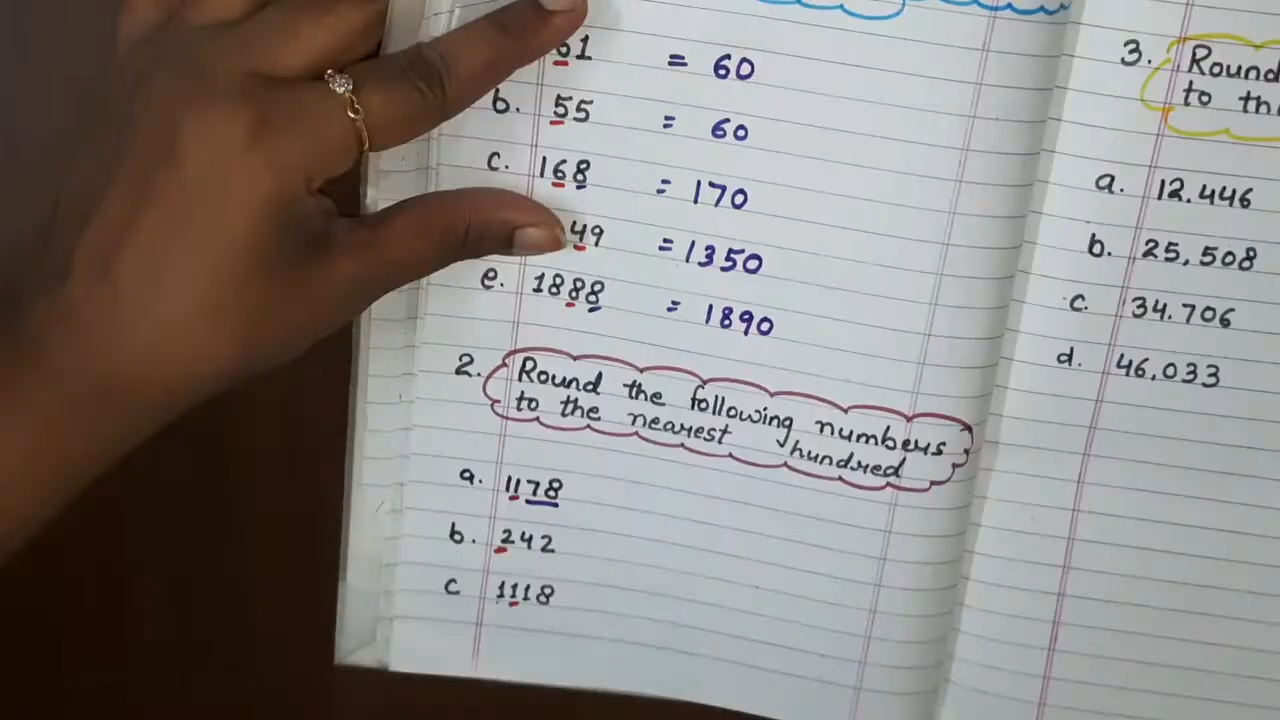 61 = 60
b. 55 = 60
c. 168 = 170
49 = 1350
e. 1888 = 1890
2. Round the following numbers
to the nearest hundred
a. 1178
b. 242
c 1118
3. Round
to th
a. 12.446
b. 25,508
c. 34.706
d. 46,033